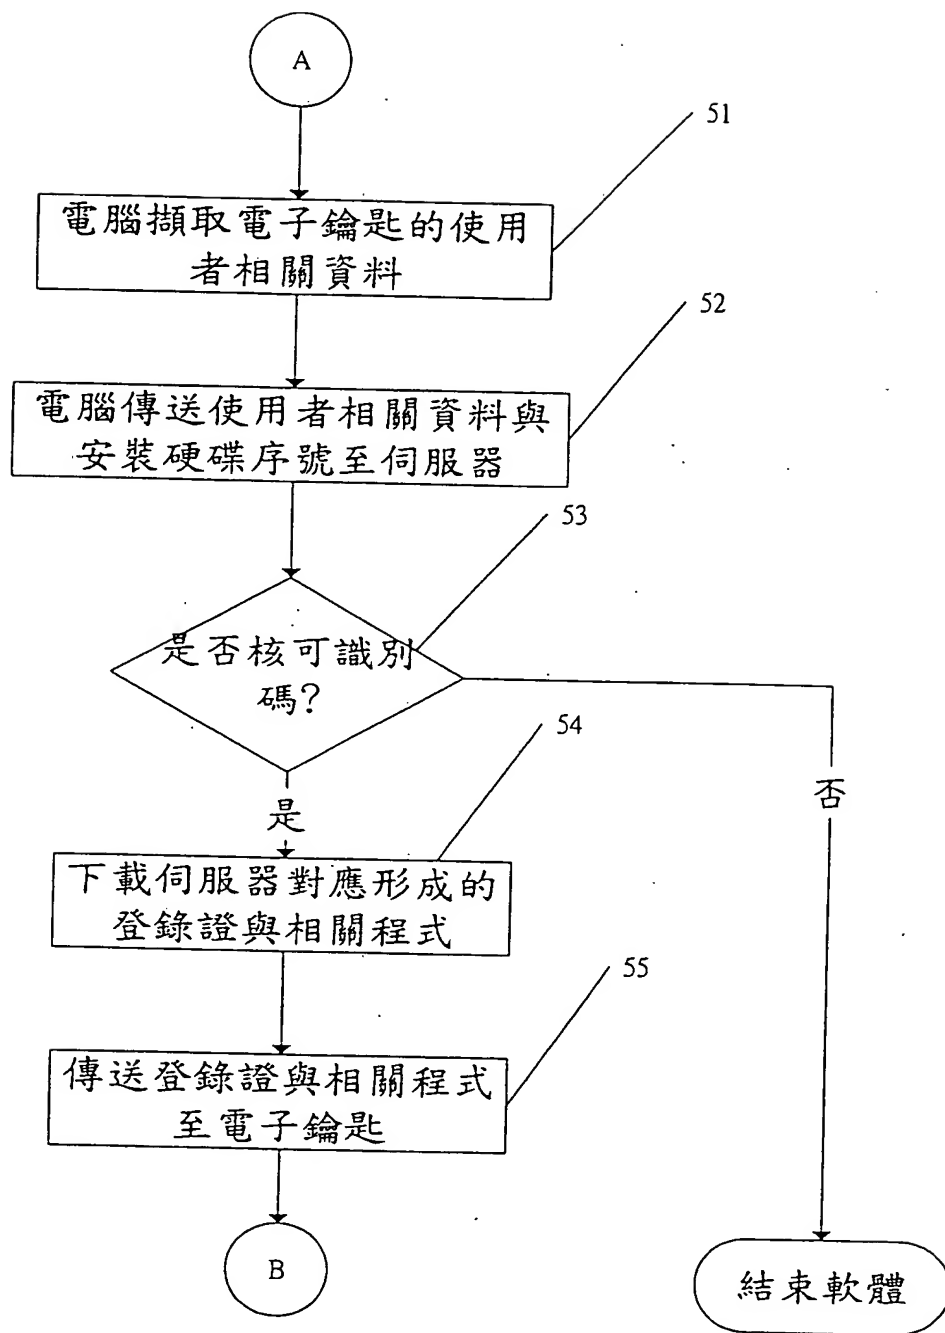 A
51
電腦擷取電子鑰匙的使用
者相關資料
52
電腦傳送使用者相關資料與
安裝硬碟序號至伺服器
53
是否核可識別
碼?
54
是
否
下載伺服器對應形成的
登錄證與相關程式
55
傳送登錄證與相關程式
至電子鑰匙
B
結束軟體